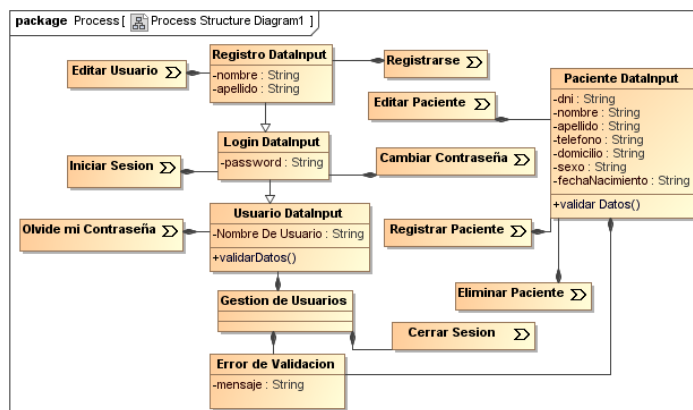 package Process [ Process Structure Diagram1 ]
Registro DataInput
-nombre : String
-apellido : String
Editar Usuario
Registrarse
Paciente DataInput
-dni : String
-nombre : String
-apellido : String
-telefono : String
-domicilio : String
-sexo : String
-fechaNacimiento : String
+validar Datos()
Editar Paciente
Login DataInput
-password : String
Iniciar Sesion
Cambiar Contraseña
Usuario DataInput
-Nombre De Usuario : String
+validarDatos()
Olvide mi Contraseña
Registrar Paciente
Eliminar Paciente
Gestion de Usuarios
Cerrar Sesion
Error de Validacion
-mensaje : String